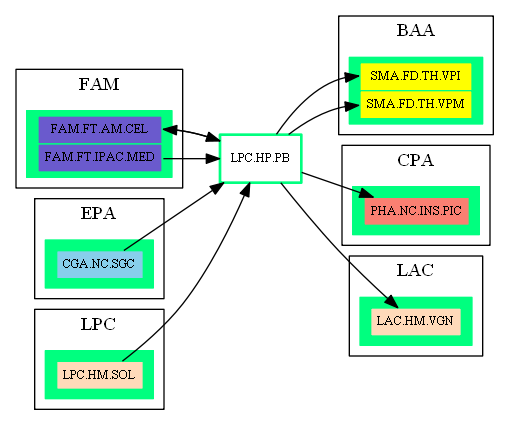 FAM
FAM.FT.AM.CEL
FAM.FT.IPAC.MED
EPA
CGA.NC.SGC
LPC
LPC.HM.SOL
LPC.HP.PB
BAA
SMA.FD.TH.VPI
SMA.FD.TH.VPM
CPA
PHA.NC.INS.PIC
LAC
LAC.HM.VGN